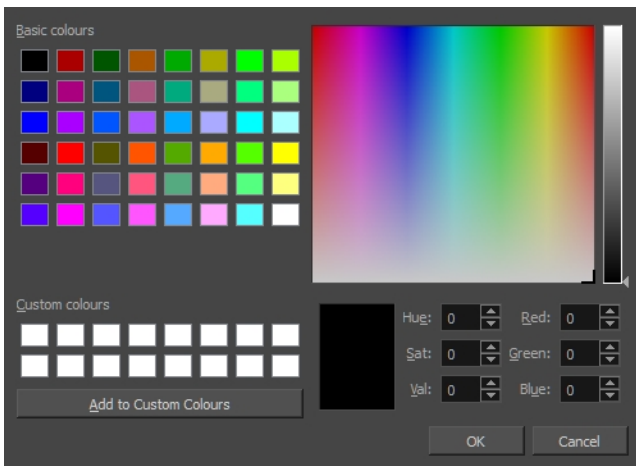 Basic colours
Custom colours
Add to Custom Colours
Hue: 0 Red: 0
Sat: 0 Green: 0
Val: 0 Blue: 0
OK Cancel